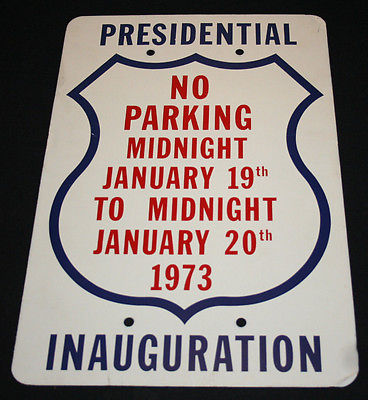 PRESIDENTIAL
NO
PARKING
MIDNIGHT
JANUARY 19th
TO MIDNIGHT
JANUARY 20th
1973
INAUGURATION